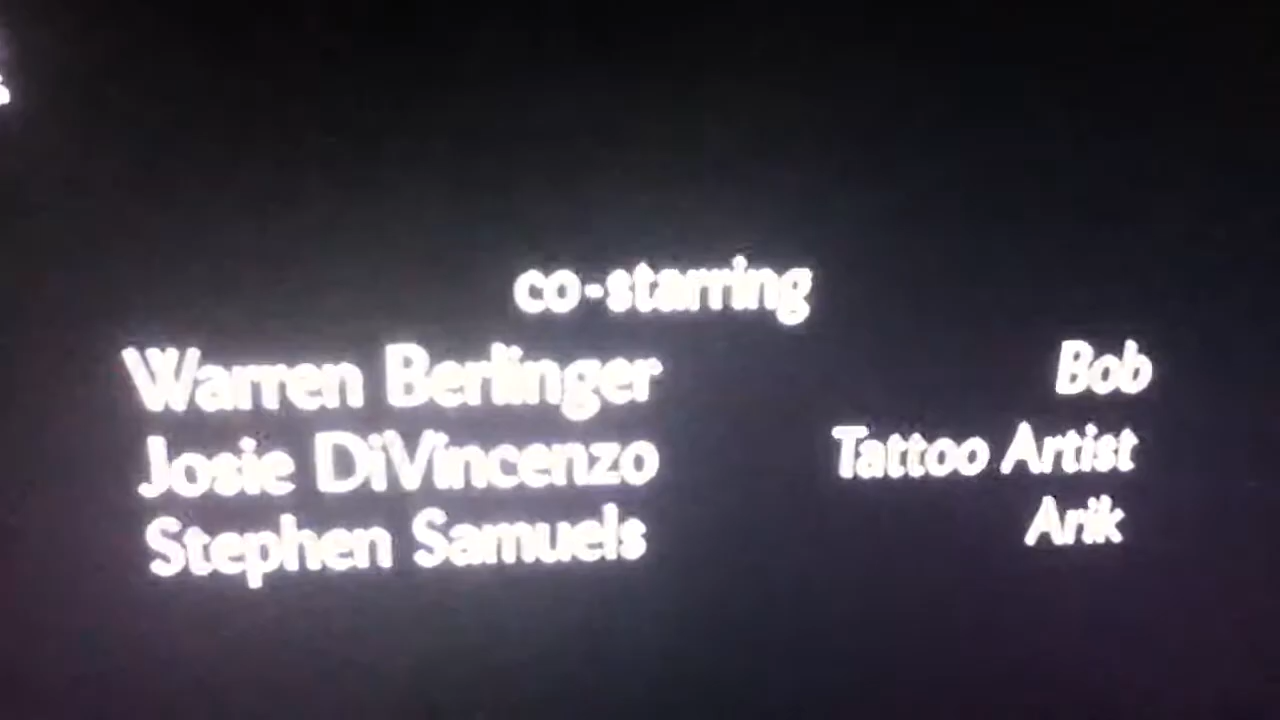 co-starring
Warren Berlinger Bob
Josie DiVincenzo Tattoo Artist
Stephen Samuels Arik